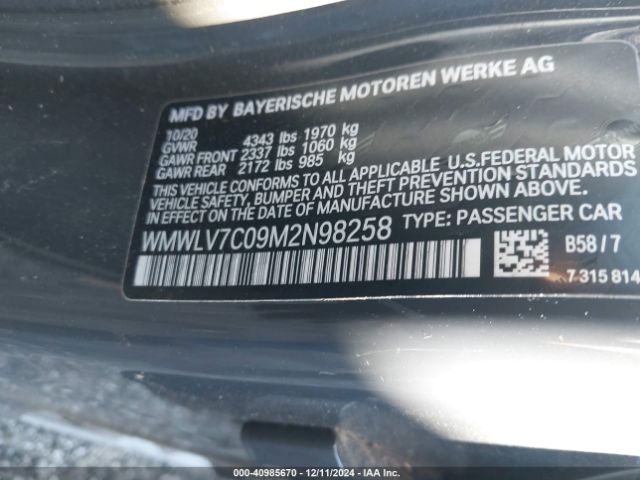 MFD BY BAYERISCHE MOTOREN WERKE AG
10/20
GVWR 4343 lbs 1970 kg
GAWR FRONT 2337 lbs 1060 kg
GAWR REAR 2172 lbs 985 kg
THIS VEHICLE CONFORMS TO ALL APPLICABLE U.S.FEDERAL MOTOR
VEHICLE SAFETY, BUMPER, AND THEFT PREVENTION STANDARDS
IN EFFECT ON THE DATE OF MANUFACTURE SHOWN ABOVE.
WMWLV7C09M2N98258 TYPE: PASSENGER CAR
B58 / 7
7 315 814
000-40985670 - 12/11/2024 - IAA Inc.